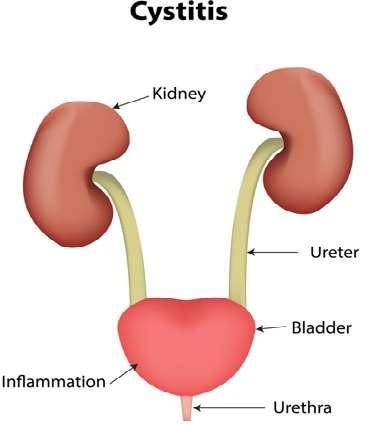 Cystitis
Kidney
Ureter
Bladder
Inflammation
Urethra